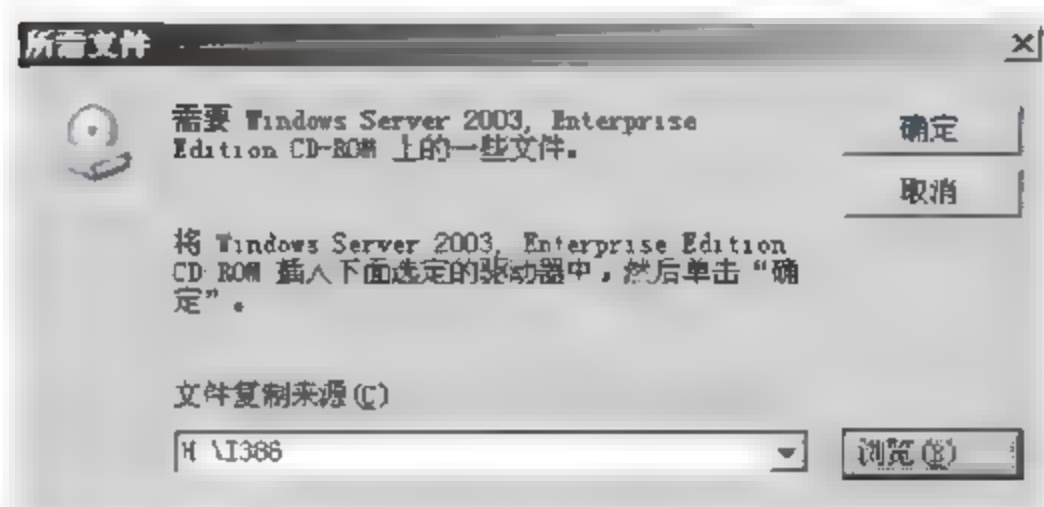 所需文件
需要 Windows Server 2003, Enterprise
Edition CD-ROM 上的一些文件。
确定
取消
将 Windows Server 2003, Enterprise Edition
CD ROM 插入下面选定的驱动器中，然后单击“确
定”。
文件复制来源(C)
H \I386
浏览(B)